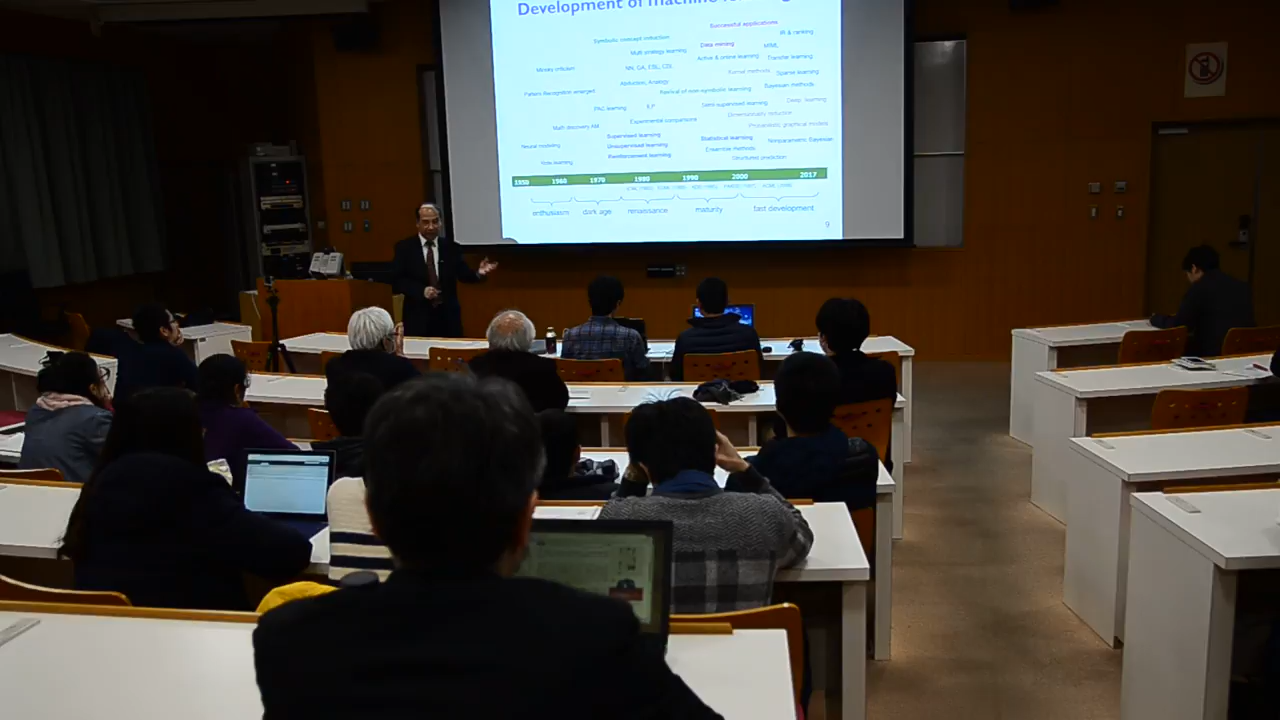 Development of machine learning
Successful applications
Symbolic concept induction
IR & ranking
Data mining
MIML
Multi strategy learning
Active & online learning
Transfer learning
Minsky criticism
NN, GA, EBL, CBL
Kernel methods
Sparse learning
Abduction, Analogy
Bayesian methods
Pattern Recognition emerged
Revival of non-symbolic learning
PAC learning
ILP
Semi-supervised learning
Deep learning
Dimensionality reduction
Experimental comparisons
Probabilistic graphical models
Math discovery AM
Supervised learning
Statistical learning
Nonparametric Bayesian
Neural modeling
Unsupervised learning
Ensemble methods
Rote learning
Reinforcement learning
Structured prediction
1950 1960 1970 1980 1990 2000 2017
enthusiasm dark age renaissance maturity fast development
9